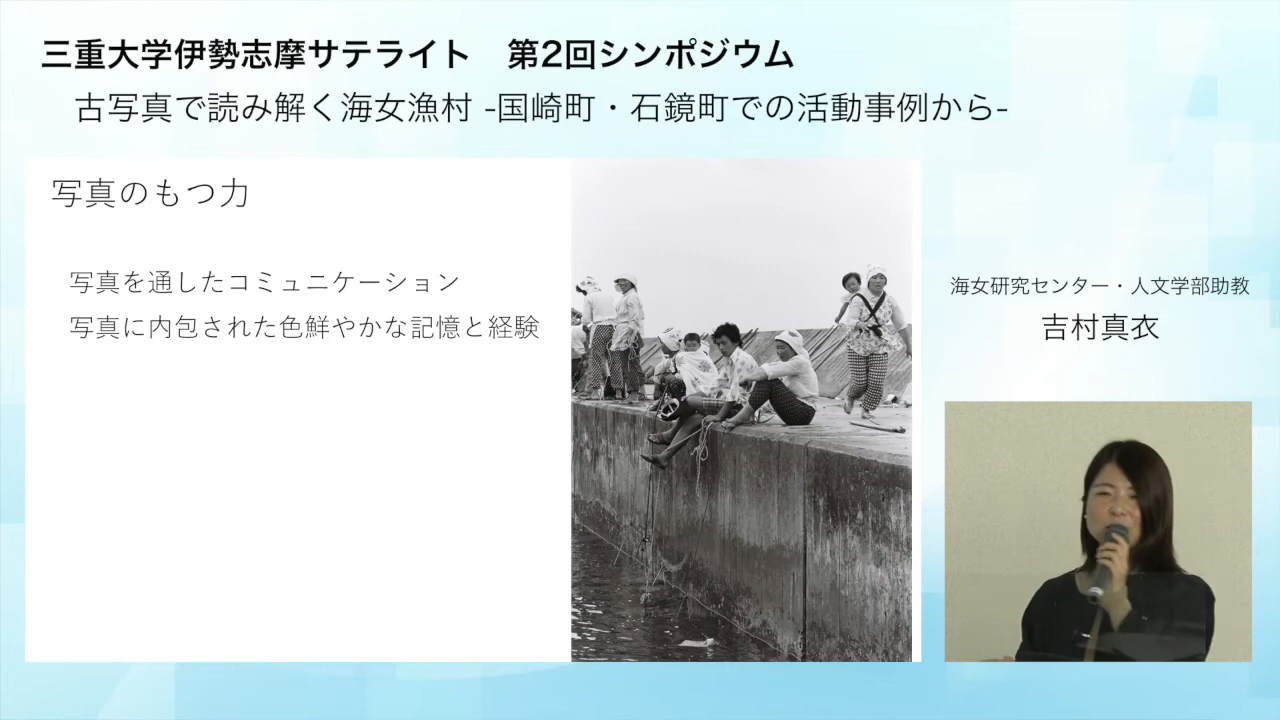 三重大学伊勢志摩サテライト　第2回シンポジウム
古写真で読み解く海女漁村 -国崎町・石鏡町での活動事例から-
写真のもつ力
写真を通したコミュニケーション
写真に内包された色鮮やかな記憶と経験
海女研究センター・人文学部助教
吉村真衣